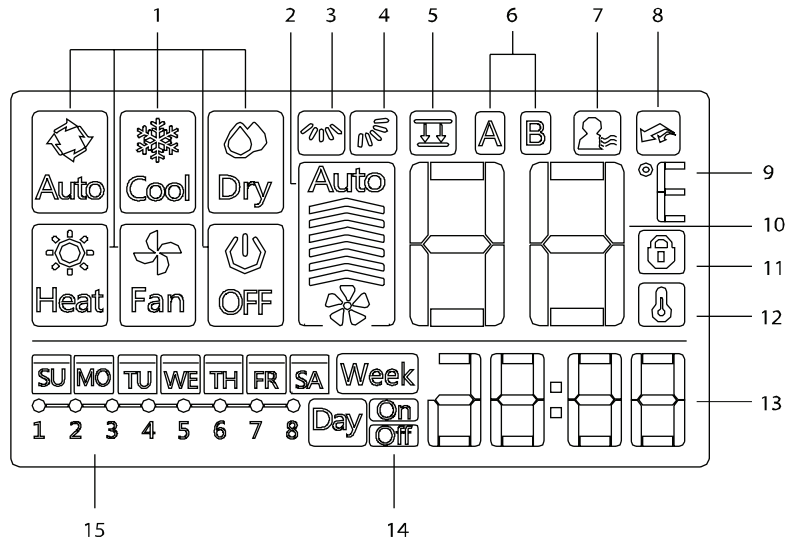 1 2 3 4 5 6 7 8
A B
Auto Cool Dry Auto
9
10
Heat Fan OFF
11
12
SU MO TU WE TH FR SA Week
Day On 88:88 13
1 2 3 4 5 6 7 8 Off
15 14